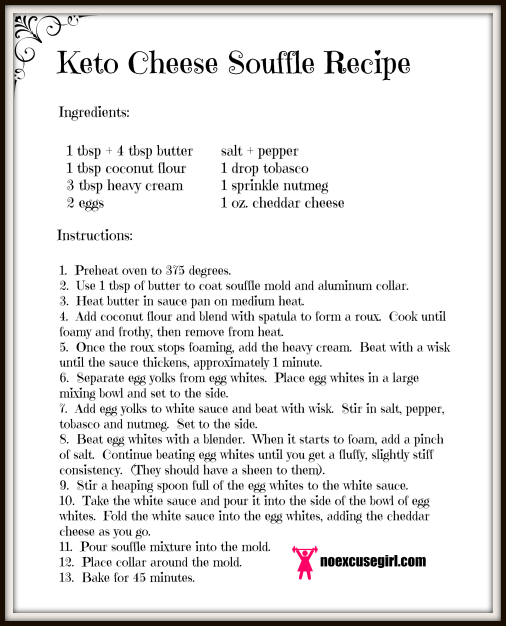 Keto Cheese Souffle Recipe
Ingredients:
1 tbsp + 4 tbsp butter
1 tbsp coconut flour
3 tbsp heavy cream
2 eggs
salt + pepper
1 drop tobasco
1 sprinkle nutmeg
1 oz. cheddar cheese
Instructions:
1. Preheat oven to 375 degrees.
2. Use 1 tbsp of butter to coat souffle mold and aluminum collar.
3. Heat butter in sauce pan on medium heat.
4. Add coconut flour and blend with spatula to form a roux. Cook until
foamy and frothy, then remove from heat.
5. Once the roux stops foaming, add the heavy cream. Beat with a wisk
until the sauce thickens, approximately 1 minute.
6. Separate egg yolks from egg whites. Place egg whites in a large
mixing bowl and set to the side.
7. Add egg yolks to white sauce and beat with wisk. Stir in salt, pepper,
tobasco and nutmeg. Set to the side.
8. Beat egg whites with a blender. When it starts to foam, add a pinch
of salt. Continue beating egg whites until you get a fluffy, slightly stiff
consistency. (They should have a sheen to them).
9. Stir a heaping spoon full of the egg whites to the white sauce.
10. Take the white sauce and pour it into the side of the bowl of egg
whites. Fold the white sauce into the egg whites, adding the cheddar
cheese as you go.
11. Pour souffle mixture into the mold.
12. Place collar around the mold.
13. Bake for 45 minutes.
noexcusegirl.com